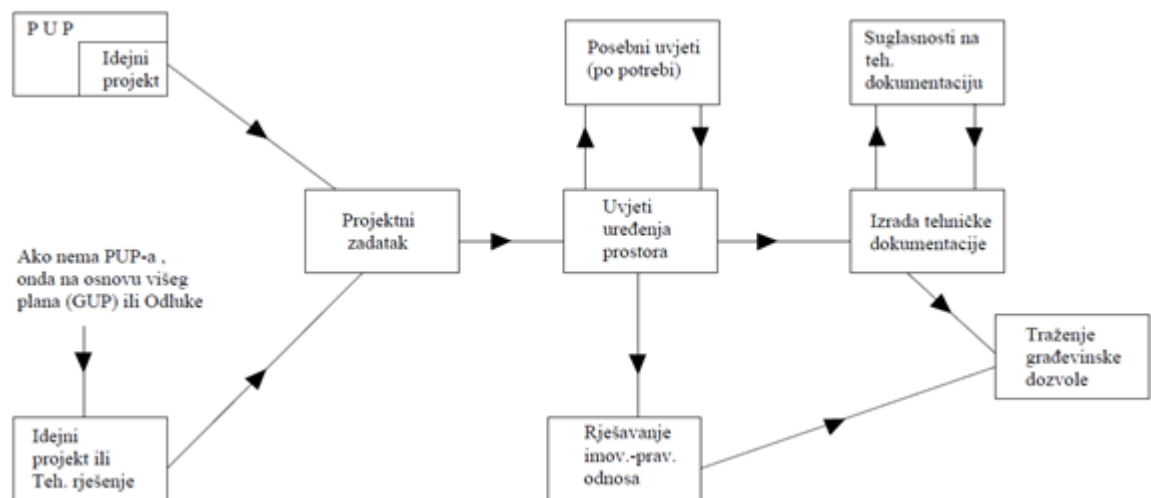 P U P
Idejni
projekt
Posebni uvjeti
(po potrebi)
Suglasnosti na
teh.
dokumentaciju
Projektni
zadatak
Uvjeti
uređenja
prostora
Izrada tehničke
dokumentacije
Ako nema PUP-a ,
onda na osnovu višeg
plana (GUP) ili Odluke
Traženje
građevinske
dozvole
Idejni
projekt ili
Teh. rješenje
Rješavanje
imov.-prav.
odnosa